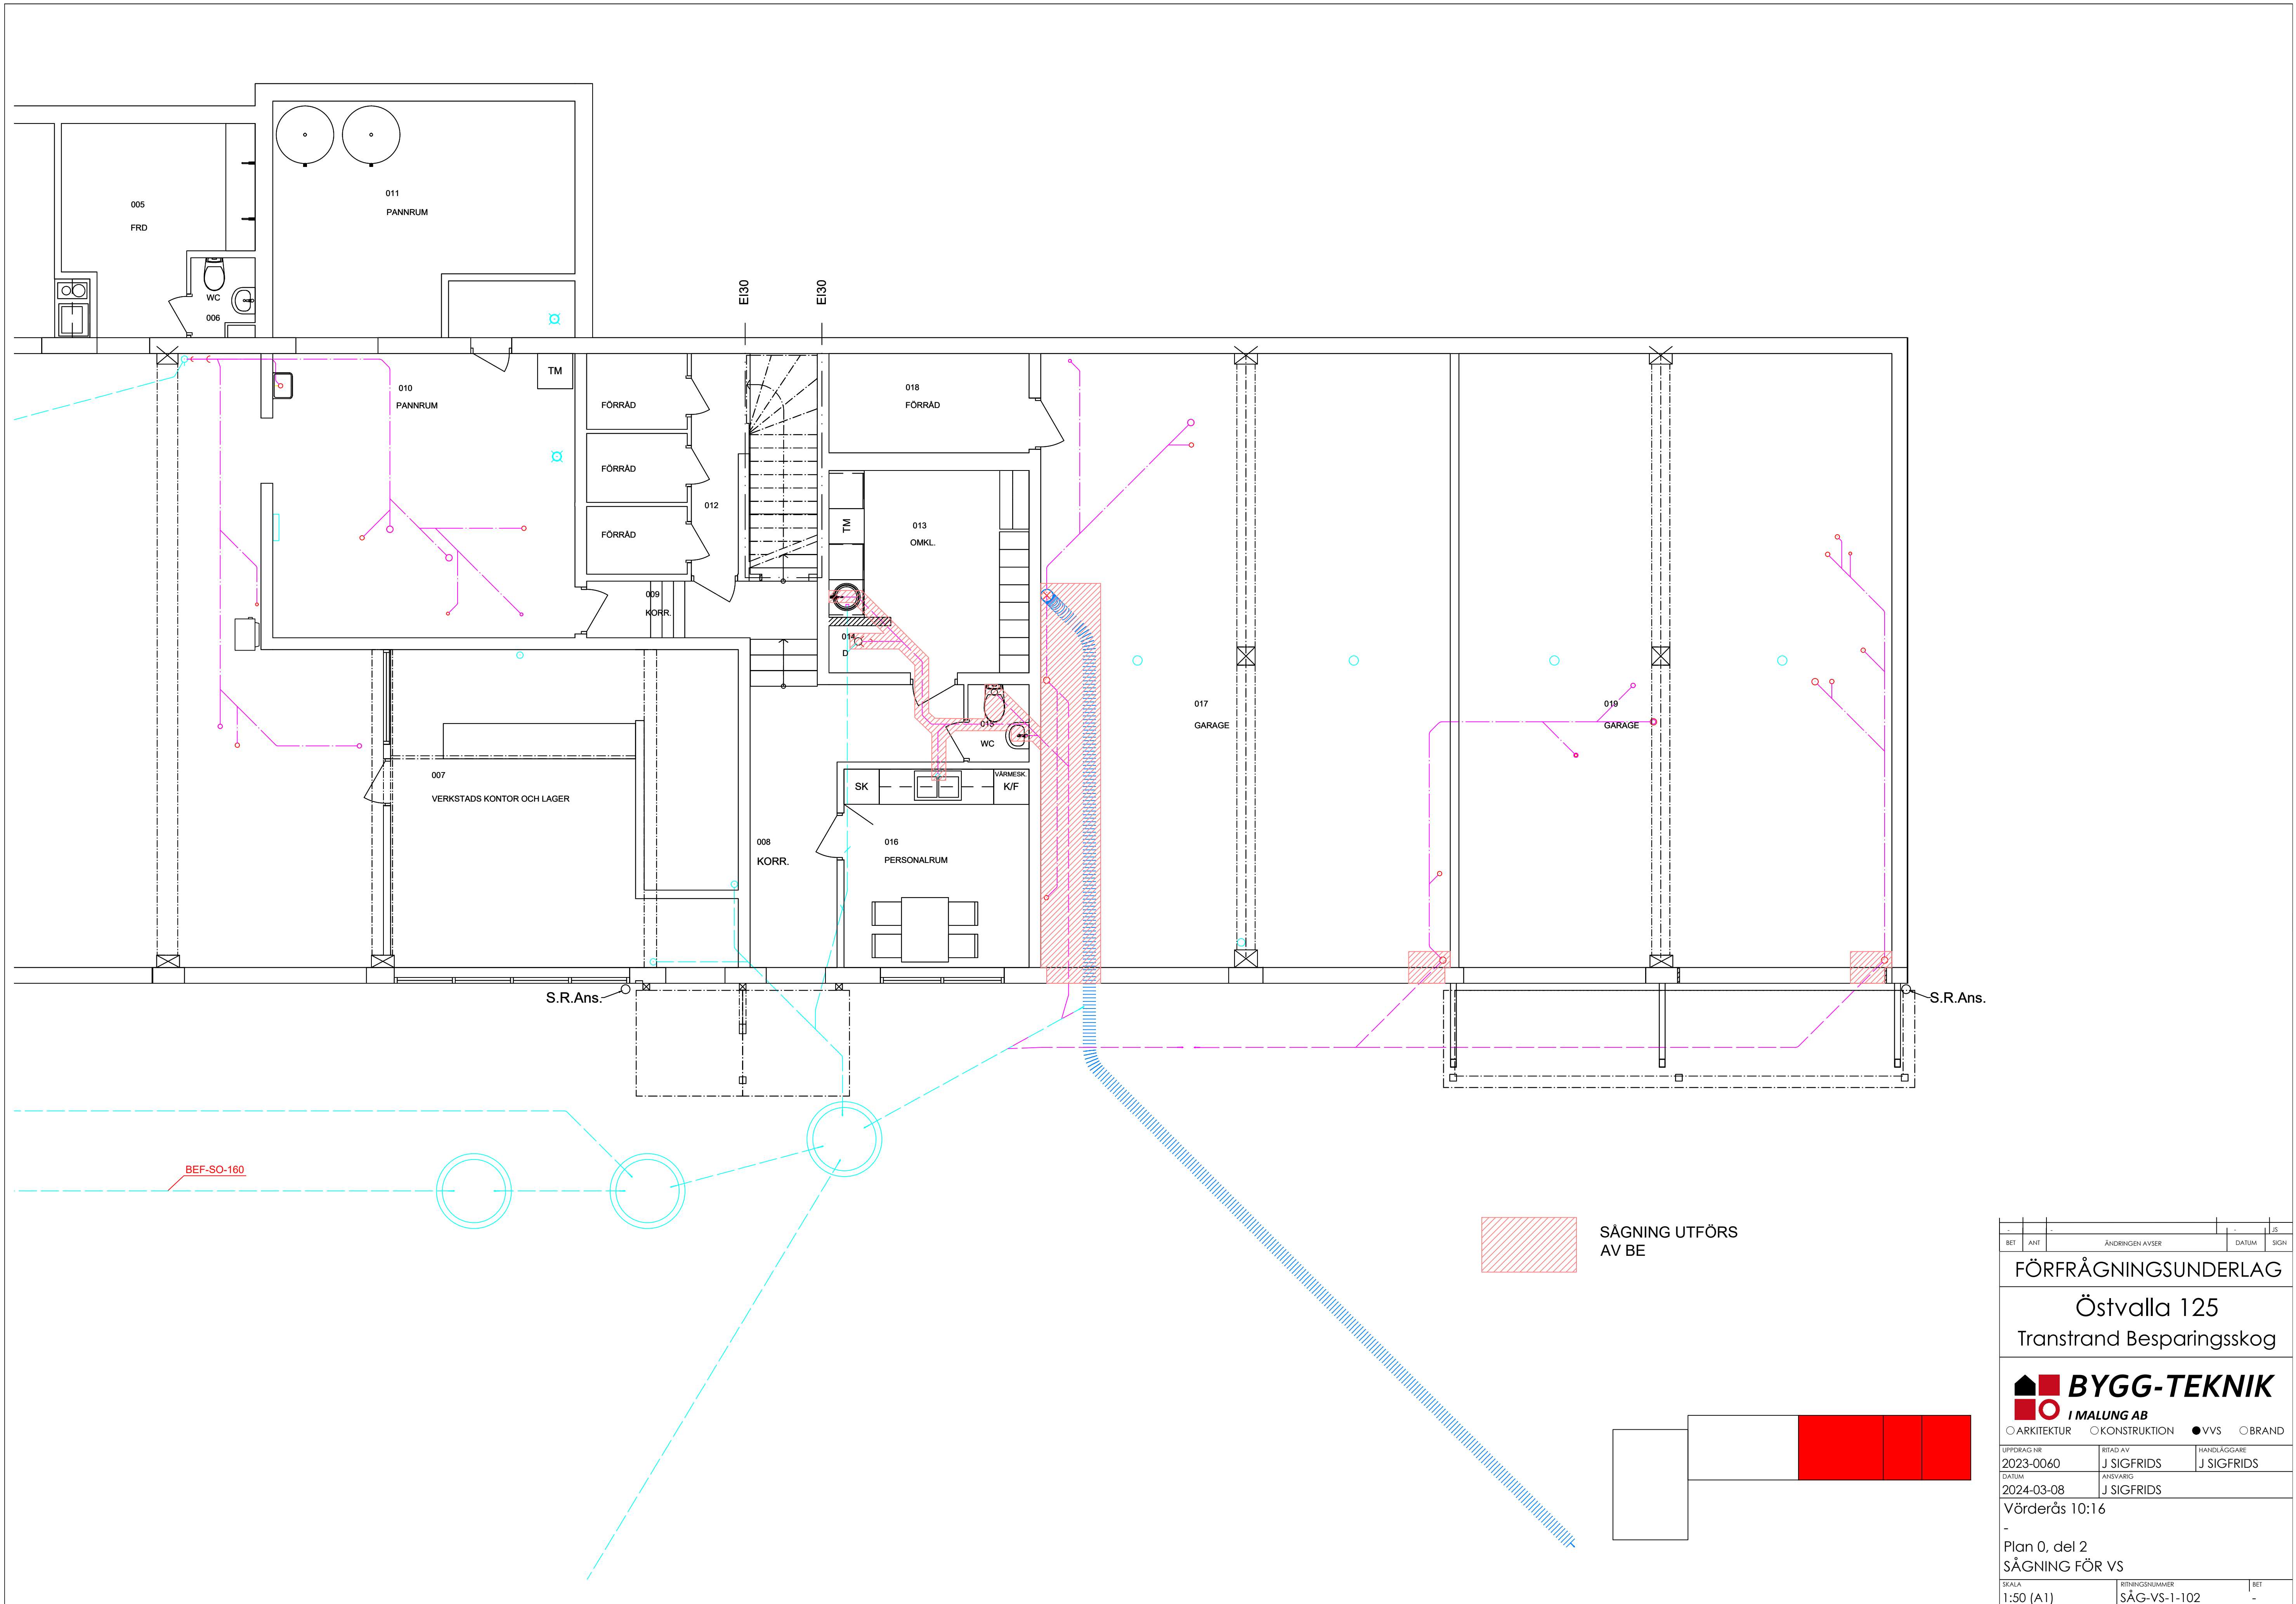 005
FRD
WC
006
011
PANNRUM
EI30
EI30
010
PANNRUM
TM
FÖRRÅD
FÖRRÅD
FÖRRÅD
012
018
FÖRRÅD
TM
013
OMKL.
009
KORR.
014
D
015
WC
017
GARAGE
019
GARAGE
007
VERKSTADS KONTOR OCH LAGER
SK
VÄRMESK.
K/F
008
KORR.
016
PERSONALRUM
S.R.Ans.
S.R.Ans.
BEF-SO-160
SÅGNING UTFÖRS
AV BE
- - - JS
BET ANT ÄNDRINGEN AVSER DATUM SIGN
FÖRFRÅGNINGSUNDERLAG
Östvalla 125
Transtrand Besparingsskog
BYGG-TEKNIK
I MALUNG AB
ARKITEKTUR KONSTRUKTION VVS BRAND
UPPDRAG NR RITAD AV HANDLÄGGARE
2023-0060 J SIGFRIDS J SIGFRIDS
DATUM ANSVARIG
2024-03-08 J SIGFRIDS
Vörderås 10:16
-
Plan 0, del 2
SÅGNING FÖR VS
SKALA RITNINGSNUMMER BET
1:50 (A1) SÅG-VS-1-102 -